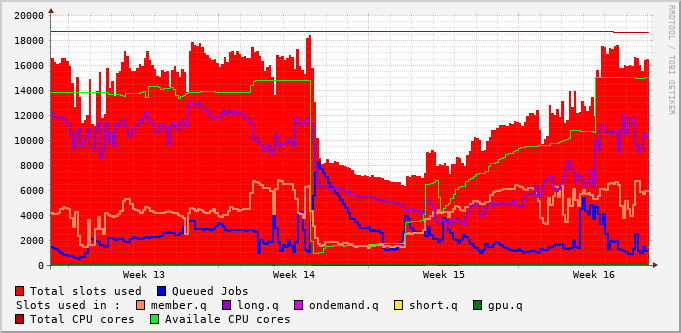 20000
18000
16000
14000
12000
10000
8000
6000
4000
2000
0
Week 13 Week 14 Week 15 Week 16
RRDTOOL / TOBI OETIKER
Total slots used Queued Jobs
Slots used in : member.q long.q ondemand.q short.q gpu.q
Total CPU cores Availale CPU cores